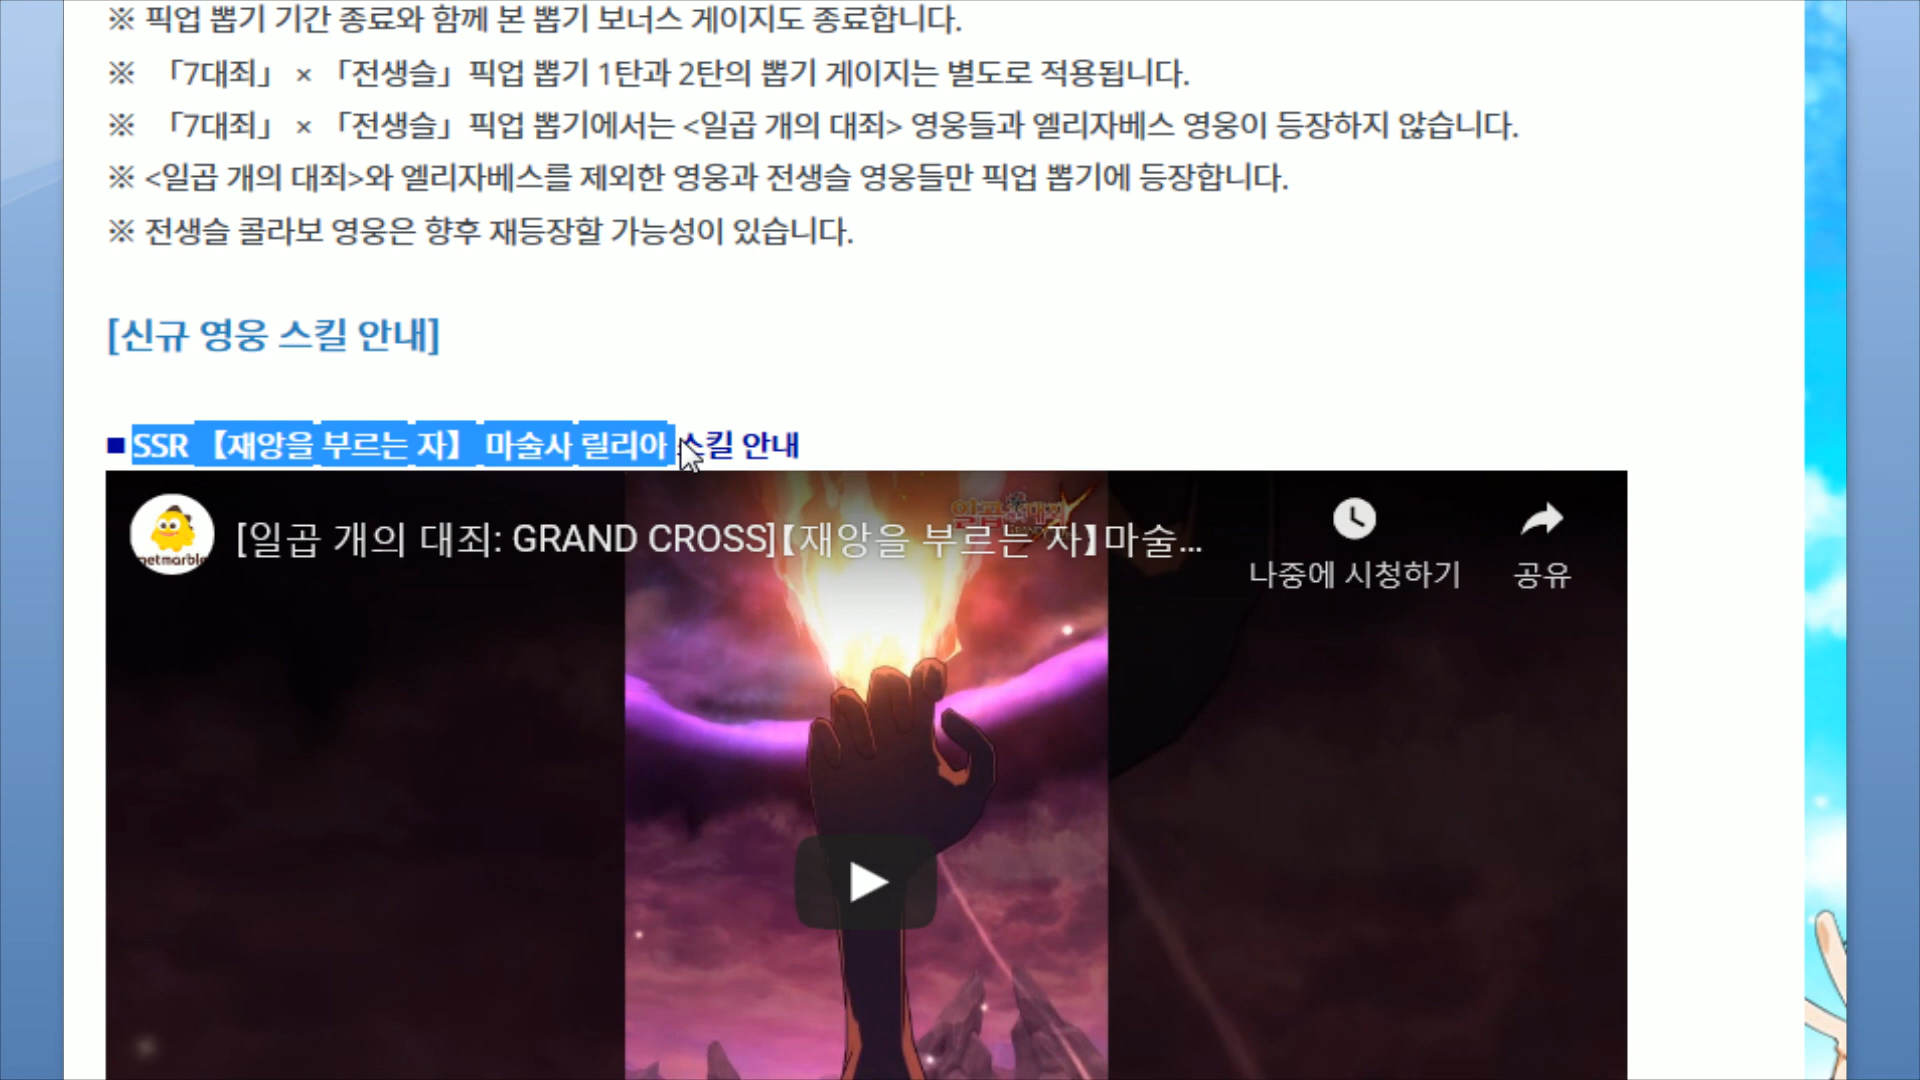 ※ 픽업 뽑기 기간 종료와 함께 본 뽑기 보너스 게이지도 종료합니다.
※ 「7대죄」 × 「전생슬」 픽업 뽑기 1탄과 2탄의 뽑기 게이지는 별도로 적용됩니다.
※ 「7대죄」 × 「전생슬」 픽업 뽑기에서는 <일곱 개의 대죄> 영웅들과 엘리자베스 영웅이 등장하지 않습니다.
※ <일곱 개의 대죄>와 엘리자베스를 제외한 영웅과 전생슬 영웅들만 픽업 뽑기에 등장합니다.
※ 전생슬 콜라보 영웅은 향후 재등장할 가능성이 있습니다.
[신규 영웅 스킬 안내]
■ SSR 【재앙을 부르는 자】 마술사 릴리아 스킬 안내
netmarble
[일곱 개의 대죄: GRAND CROSS]【재앙을 부르는 자】마술...
나중에 시청하기
공유